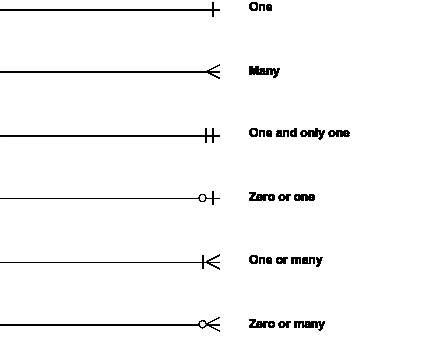 One
Many
One and only one
Zero or one
One or many
Zero or many